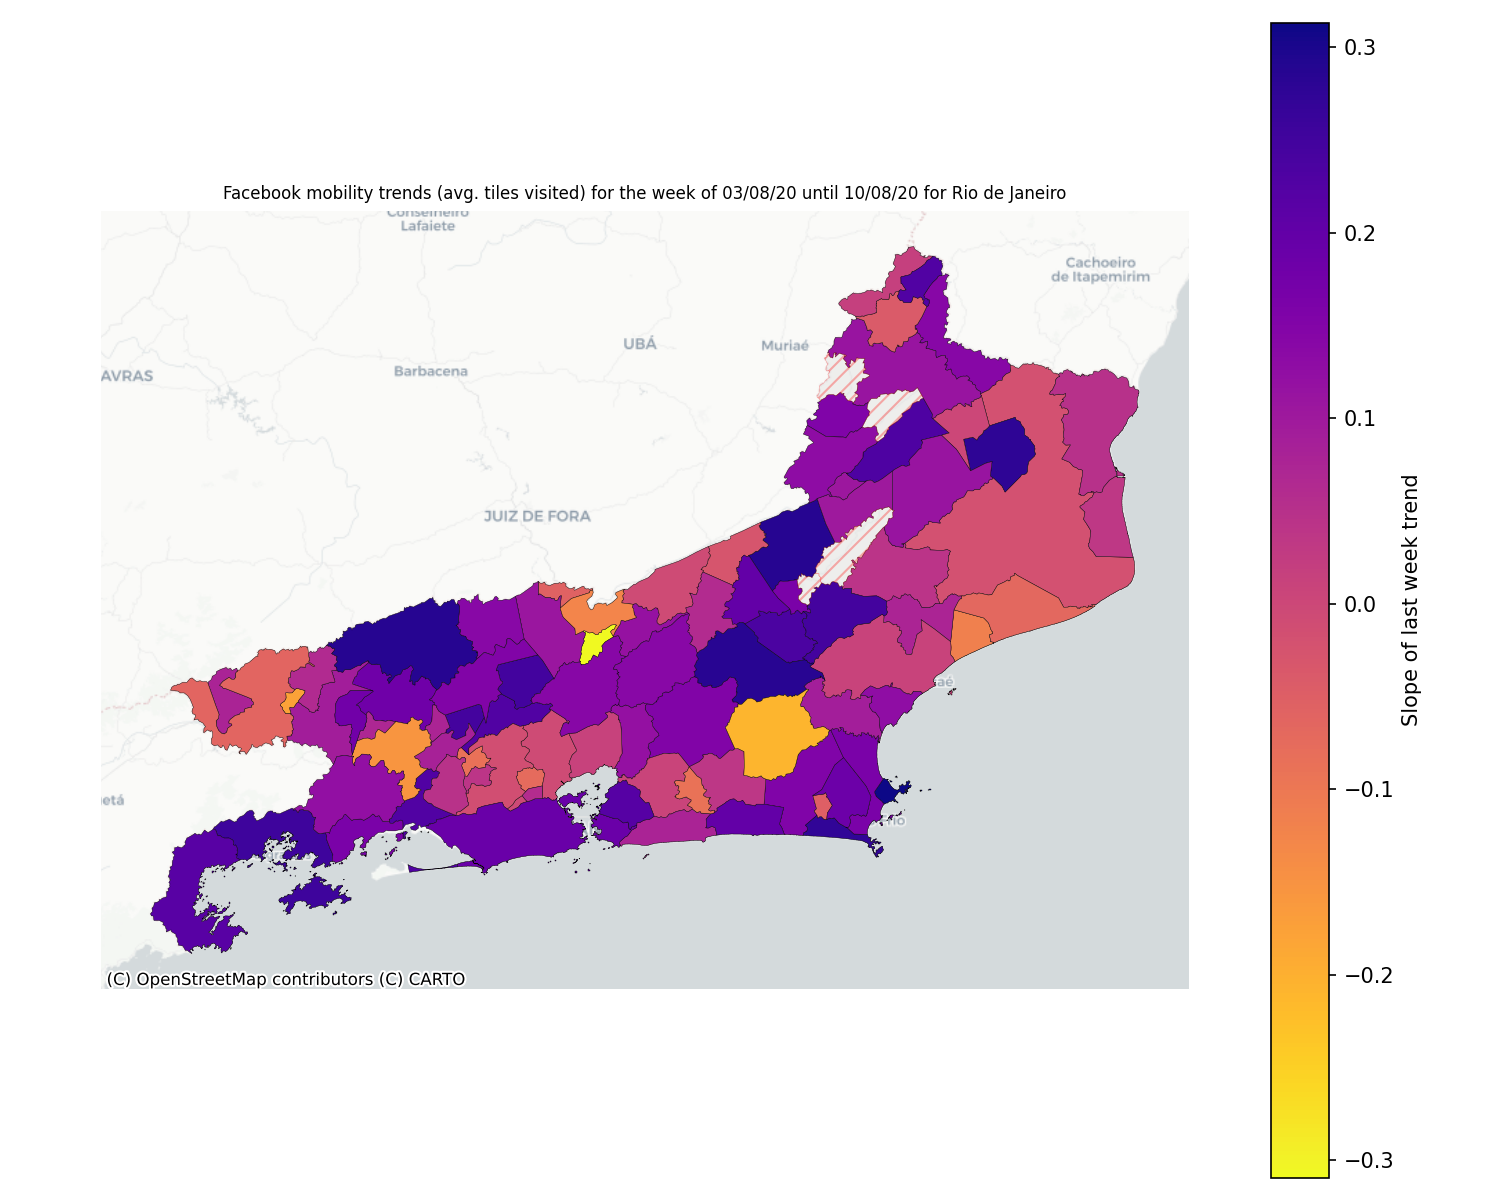 Facebook mobility trends (avg. tiles visited) for the week of 03/08/20 until 10/08/20 for Rio de Janeiro
Conselheiro
Lafaiete
Cachoeiro
de Itapemirim
UBÁ
Muriaé
Barbacena
AVRAS
JUIZ DE FORA
aé
etá
rio
(C) OpenStreetMap contributors (C) CARTO
0.3
0.2
0.1
0.0
−0.1
−0.2
−0.3
Slope of last week trend